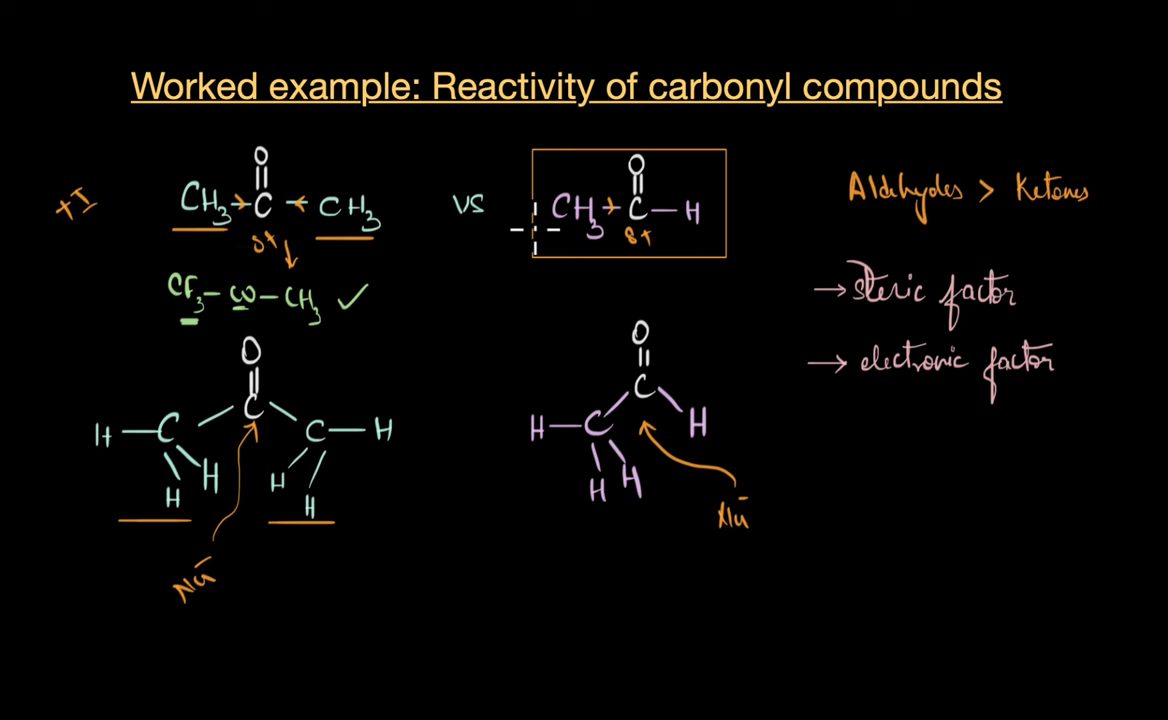 Worked example: Reactivity of carbonyl compounds
+I
O
CH3 C CH3
δ+
vs
O
CH3 C H
δ+
Aldehydes > Ketones
CF3 - CO - CH3 ✓
→ steric factor
→ electronic factor
O
C
H C C H
H H H H
Nu⁻
O
C
H C H
H H
Nu⁻